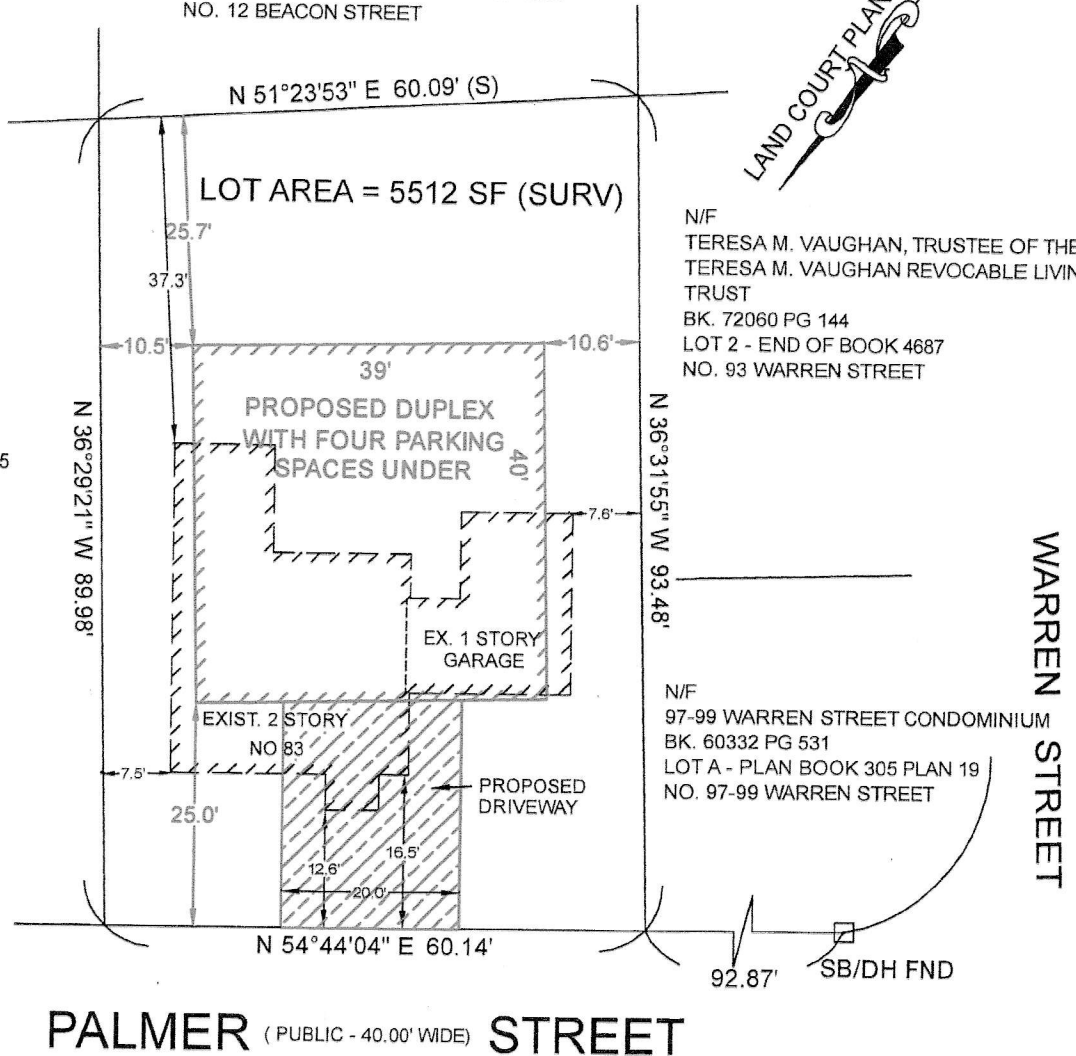 NO. 12 BEACON STREET
LAND COURT PLAN
N 51°23'53" E 60.09' (S)
LOT AREA = 5512 SF (SURV)
N/F
TERESA M. VAUGHAN, TRUSTEE OF THE
TERESA M. VAUGHAN REVOCABLE LIVIN
TRUST
BK. 72060 PG 144
LOT 2 - END OF BOOK 4687
NO. 93 WARREN STREET
25.7'
37.3'
10.5'
10.6'
39'
PROPOSED DUPLEX
WITH FOUR PARKING
SPACES UNDER
40'
N 36°29'21" W 89.98'
N 36°31'55" W 93.48'
5
7.6'
EX. 1 STORY
GARAGE
WARREN STREET
N/F
97-99 WARREN STREET CONDOMINIUM
BK. 60332 PG 531
LOT A - PLAN BOOK 305 PLAN 19
NO. 97-99 WARREN STREET
EXIST. 2 STORY
NO 83
7.5'
PROPOSED
DRIVEWAY
25.0'
12.6'
16.5'
20.0'
N 54°44'04" E 60.14'
92.87'
SB/DH FND
PALMER ( PUBLIC - 40.00' WIDE) STREET